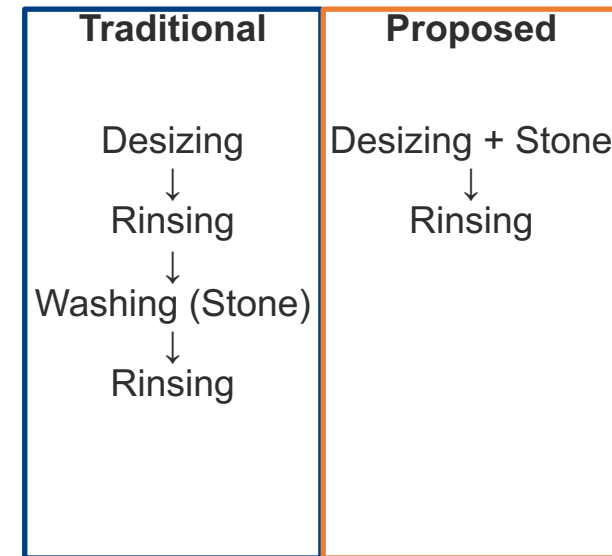 Traditional
Desizing
↓
Rinsing
↓
Washing (Stone)
↓
Rinsing
Proposed
Desizing + Stone
↓
Rinsing